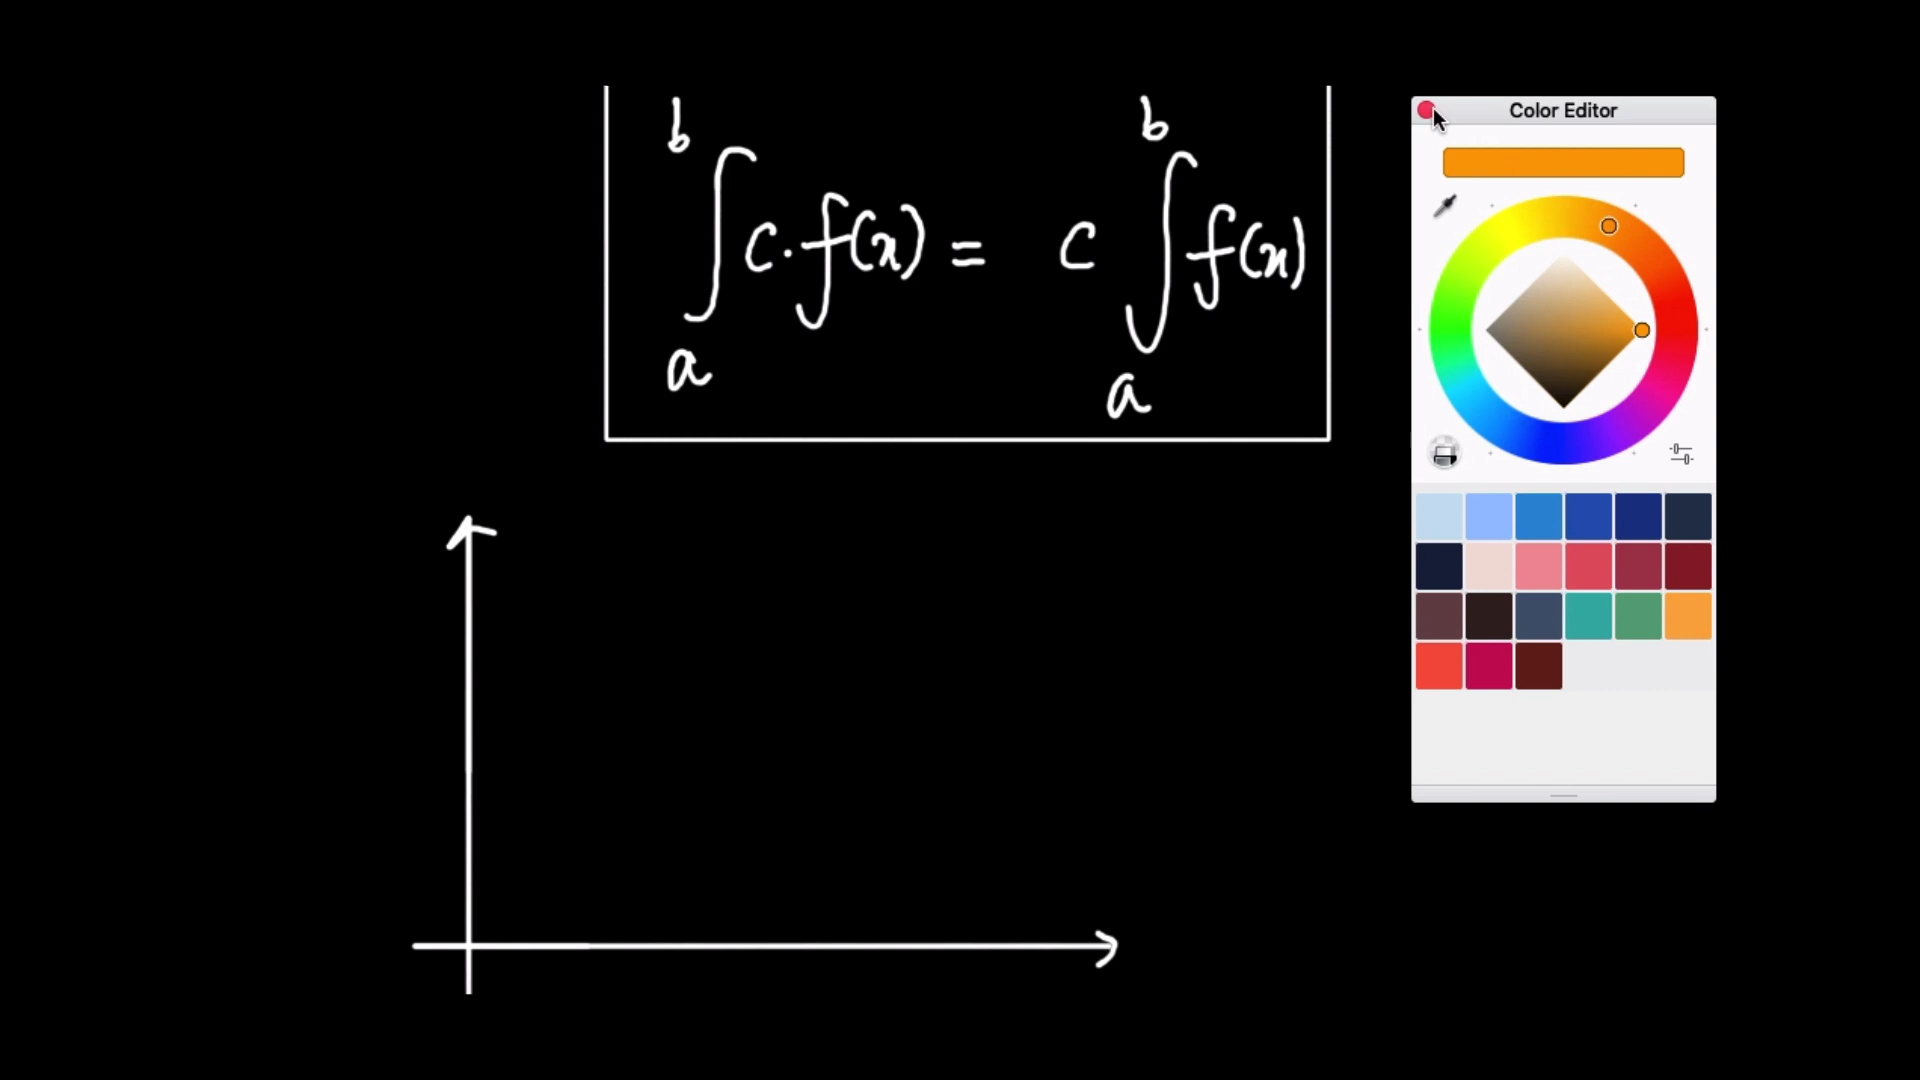 b b
∫ c·f(x) = c ∫ f(x)
a a
Color Editor